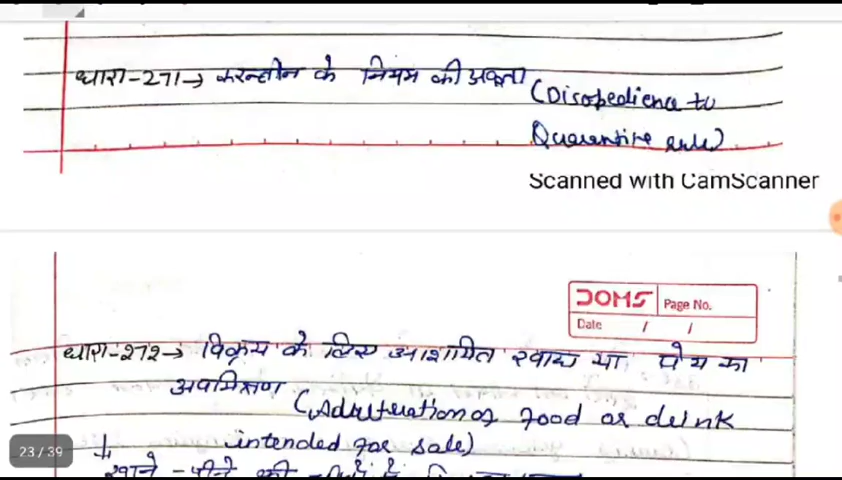 धारा-271→ करन्तीन के नियम की अवज्ञा
(Disopedience to
Quarantine rule)
Scanned with CamScanner
DOMS Page No.
Date / /
धारा-272→ विक्रय के लिए आशयित खाद्य या पेय का
अपमिश्रण
(Adulteration of food or drink
intended for sale)
23 / 39
खाने-पीने की